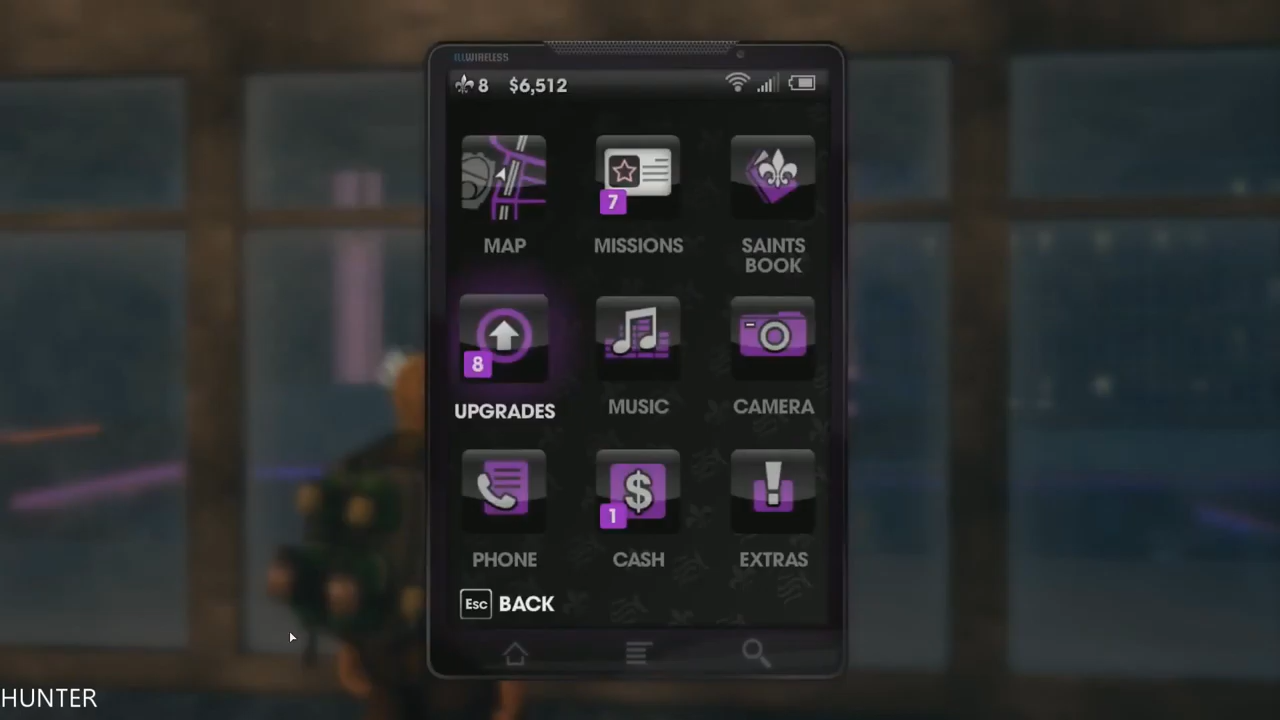 ILLWIRELESS
8 $6,512
MAP
7
MISSIONS
SAINTS
BOOK
8
UPGRADES
MUSIC
CAMERA
PHONE
$
1
CASH
!
EXTRAS
Esc BACK
HUNTER